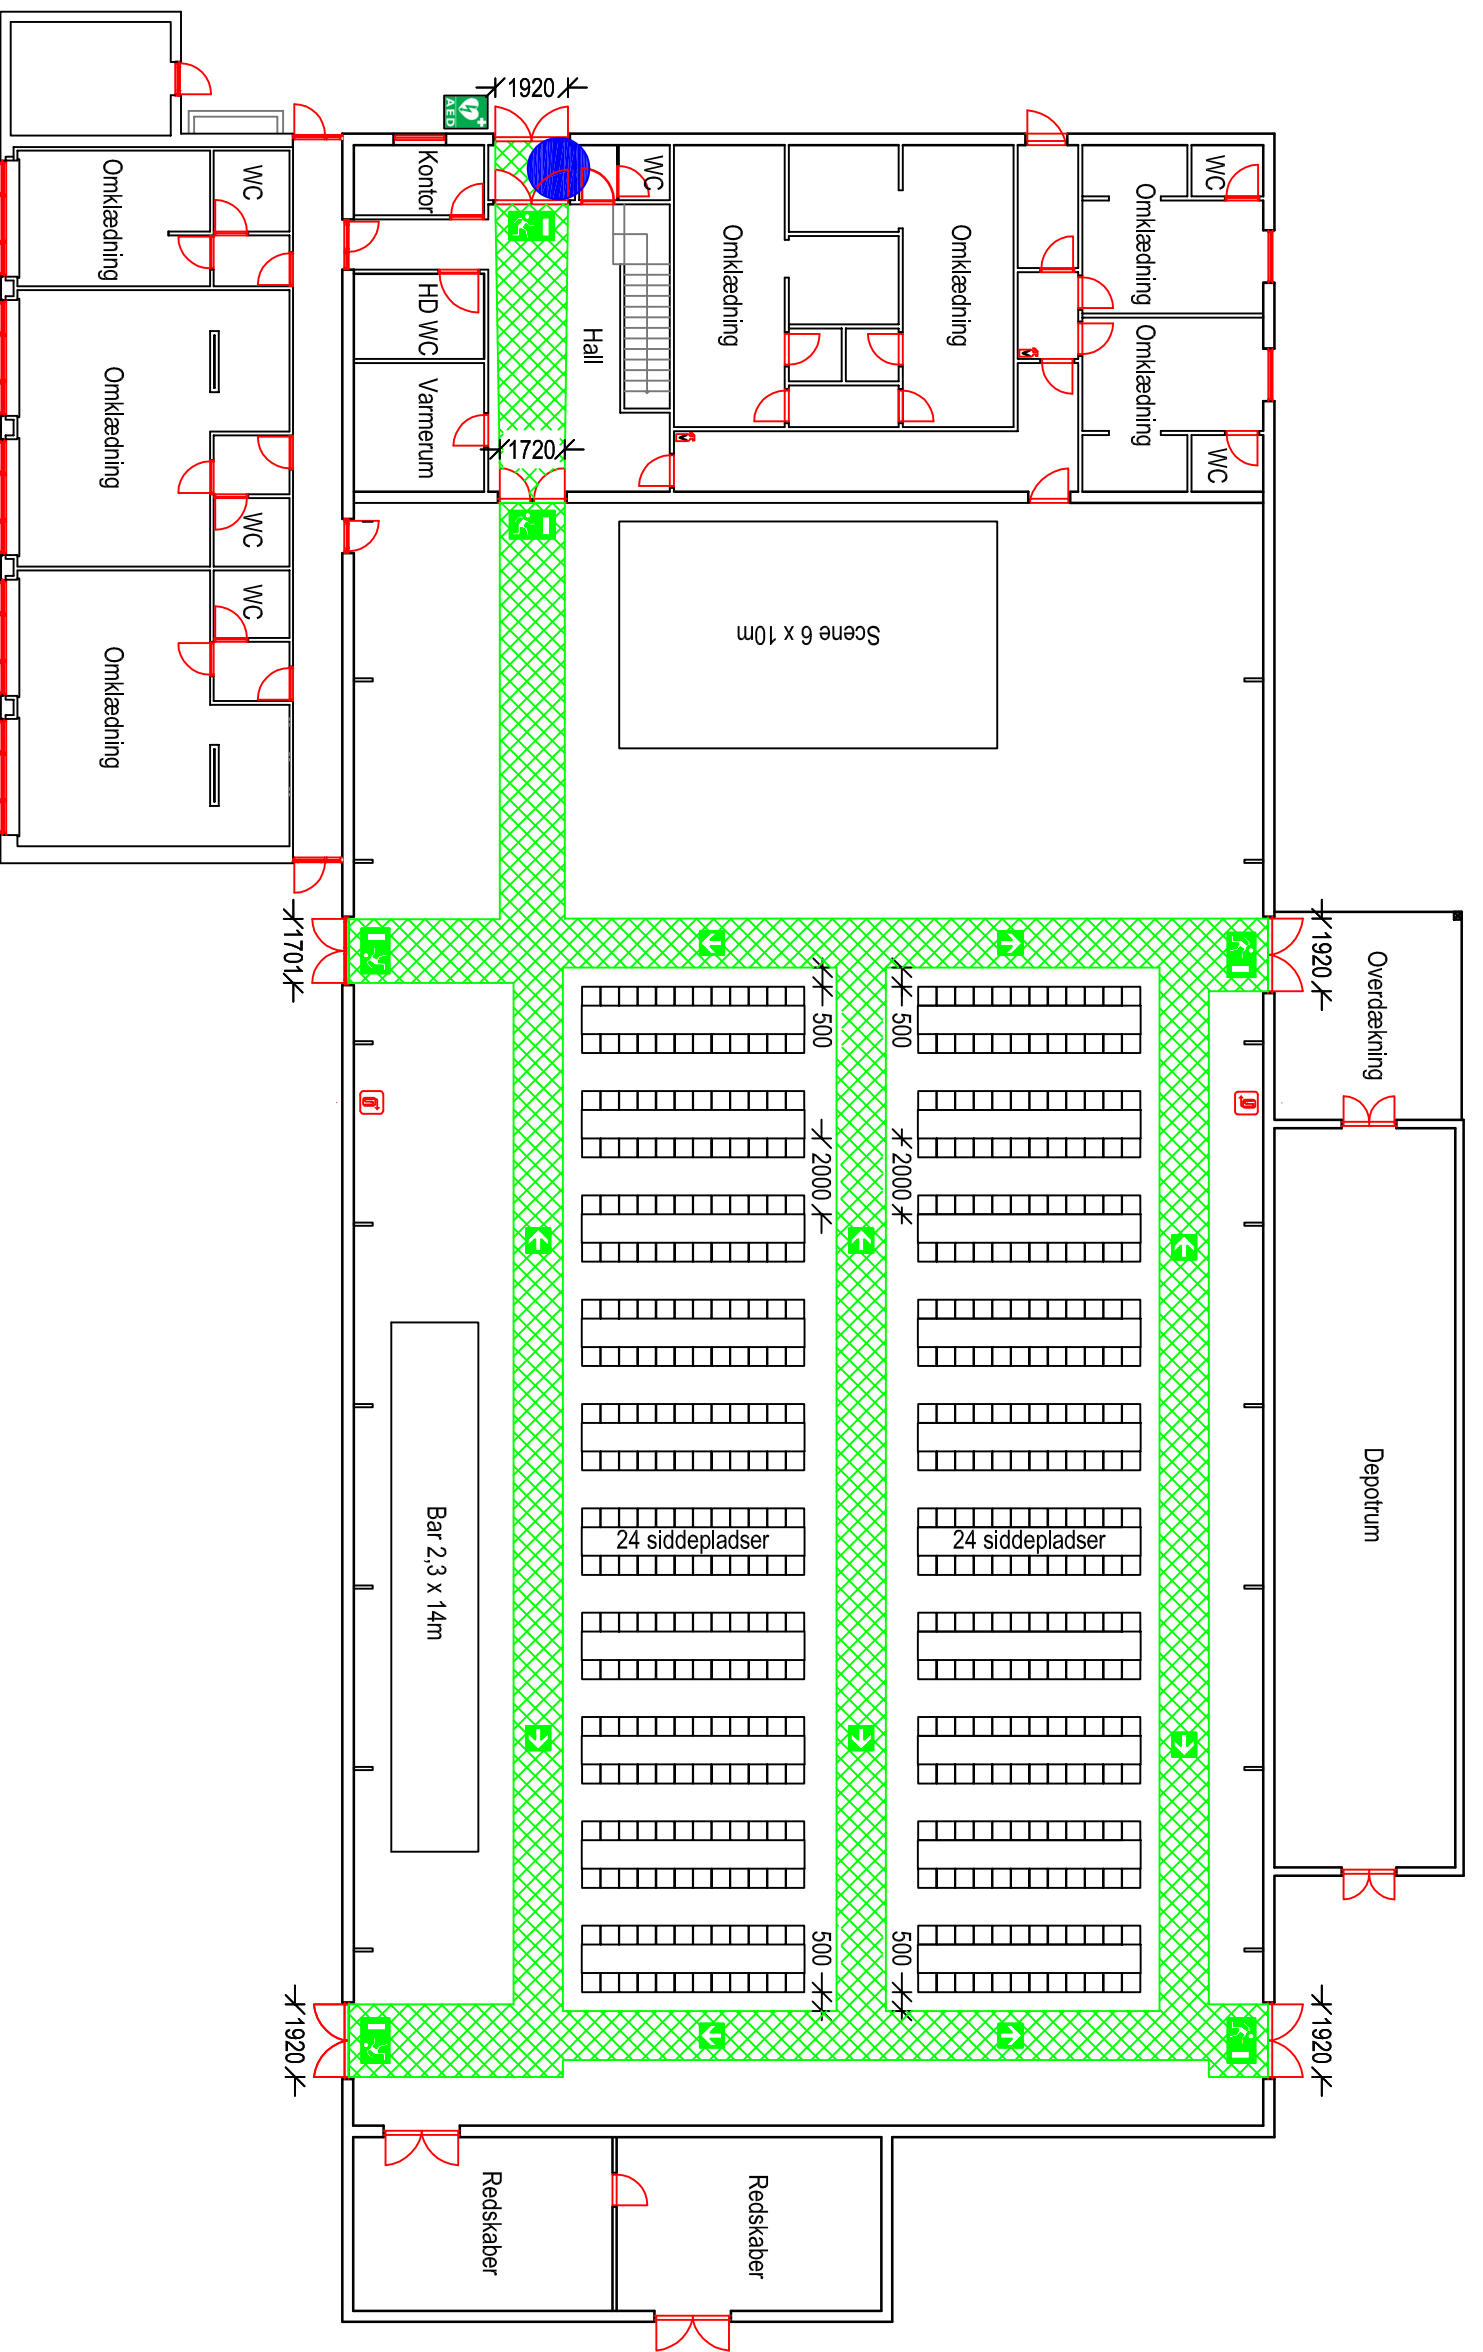 1920
AED
Kontor
WC
WC
WC
Omklædning
Omklædning
Omklædning
Omklædning
Omklædning
HD WC
Hall
Varmerum
Omklædning
Omklædning
WC
1720
WC
WC
Omklædning
Scene 6 x 10m
1701
1920
Overdækning
500
500
2000
2000
Depotrum
24 siddepladser
24 siddepladser
Bar 2,3 x 14m
500
500
1920
1920
Redskaber
Redskaber